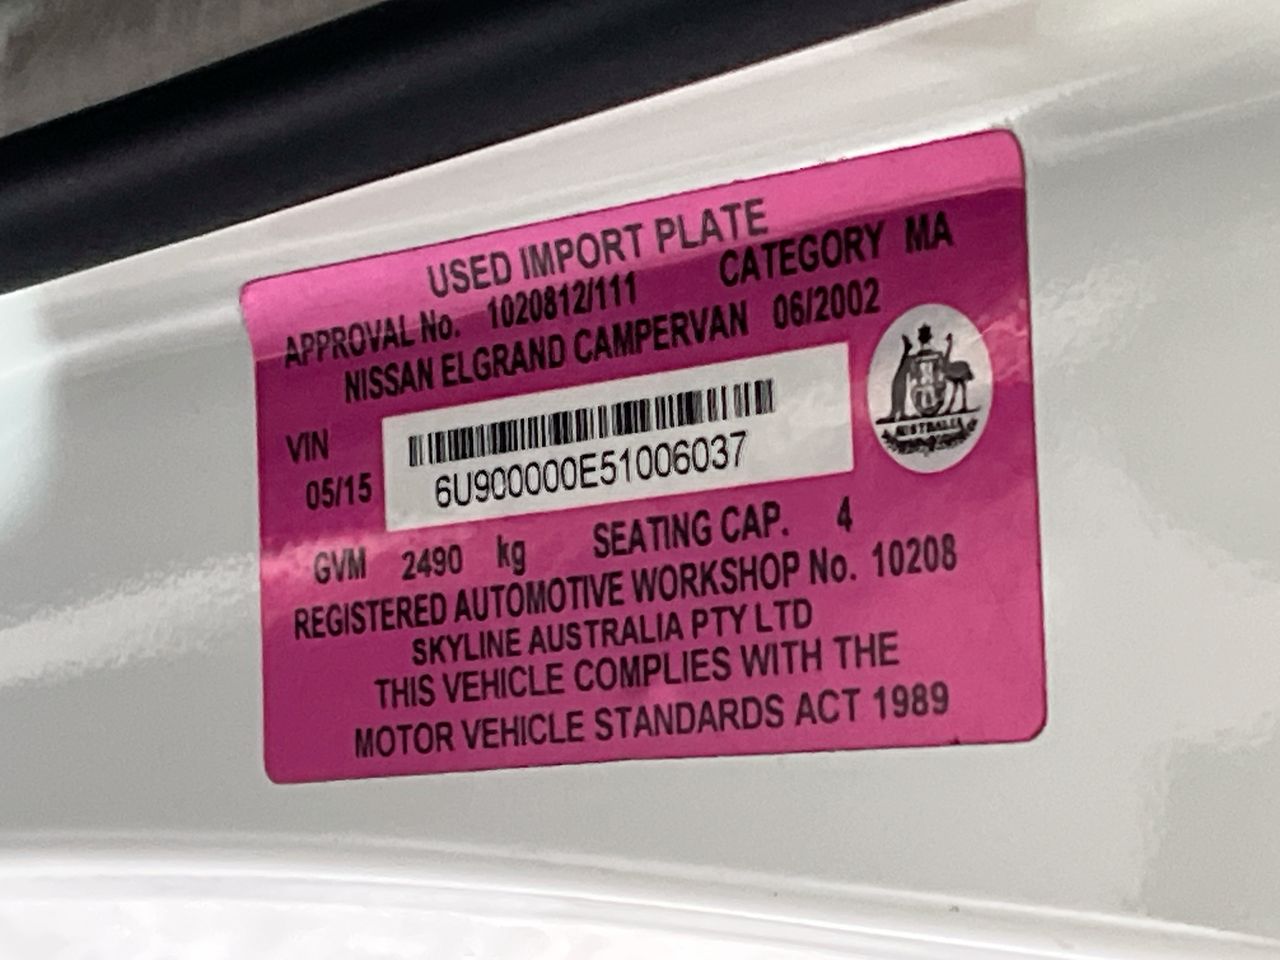 USED IMPORT PLATE
APPROVAL No. 1020812/111 CATEGORY MA
NISSAN ELGRAND CAMPERVAN 06/2002
VIN
6U900000E51006037
05/15
AUSTRALIA
GVM 2490 kg SEATING CAP. 4
REGISTERED AUTOMOTIVE WORKSHOP No. 10208
SKYLINE AUSTRALIA PTY LTD
THIS VEHICLE COMPLIES WITH THE
MOTOR VEHICLE STANDARDS ACT 1989